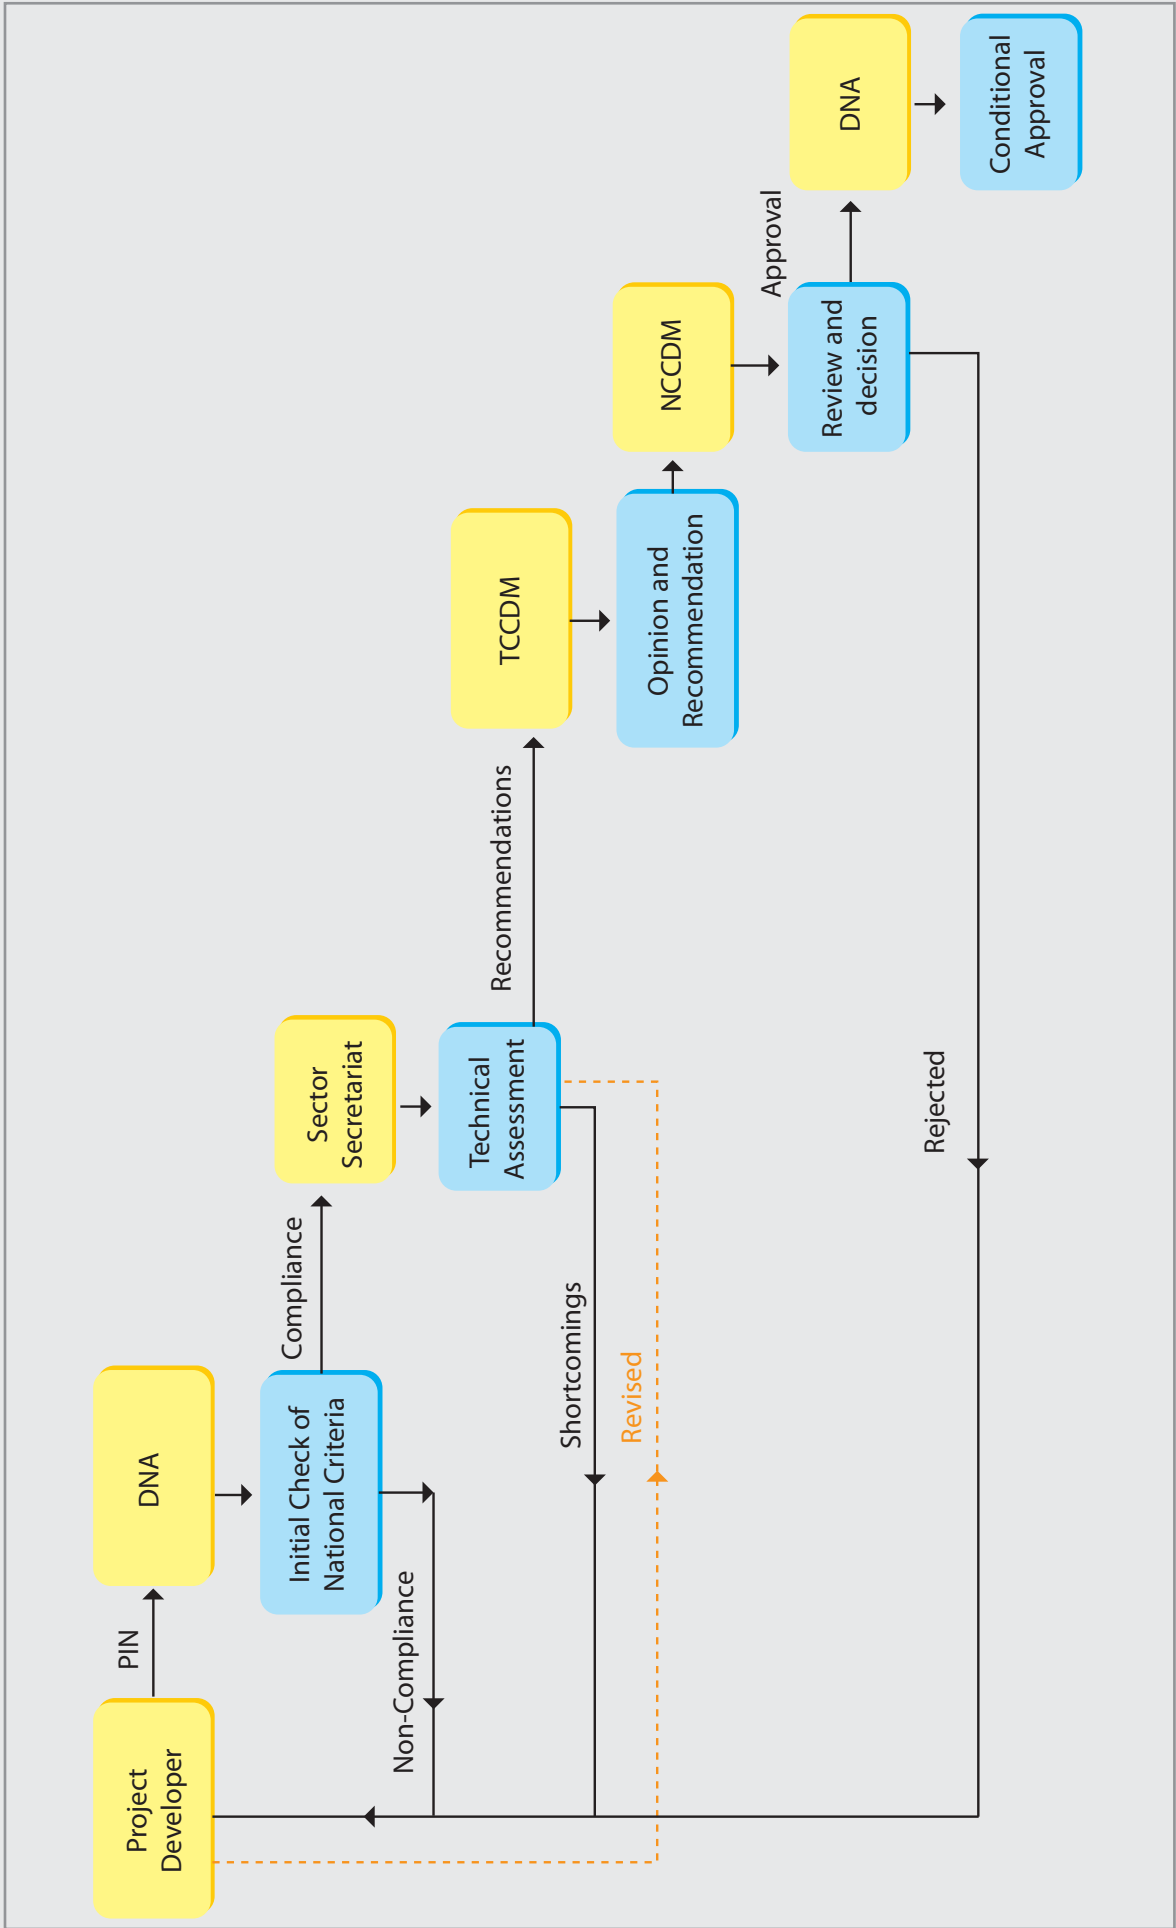 Project
Developer
PIN
DNA
Initial Check of
National Criteria
Non-Compliance
Compliance
Sector
Secretariat
Technical
Assessment
Shortcomings
Revised
Recommendations
TCCDM
Opinion and
Recommendation
NCCDM
Review and
decision
Rejected
Approval
DNA
Conditional
Approval